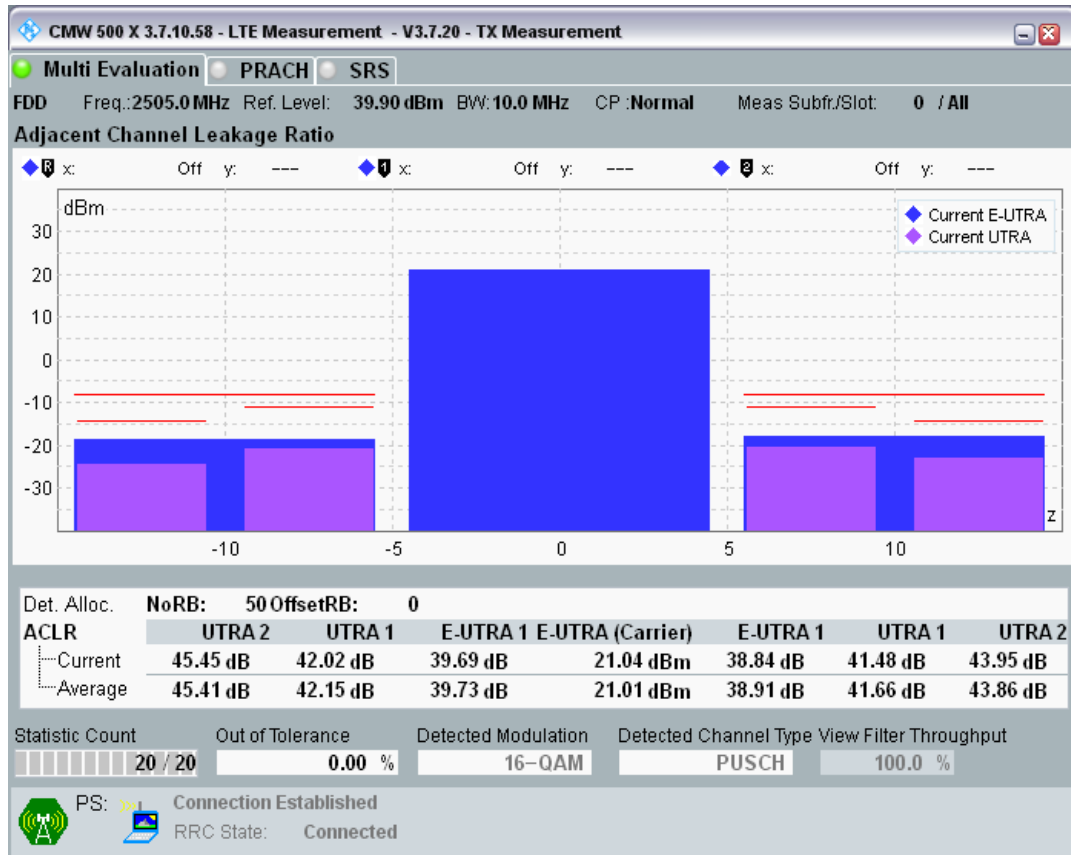 CMW 500 X 3.7.10.58 - LTE Measurement - V3.7.20 - TX Measurement
Multi Evaluation PRACH SRS
FDD Freq.:2505.0 MHz Ref. Level: 39.90 dBm BW:10.0 MHz CP :Normal Meas Subfr./Slot: 0 / All
Adjacent Channel Leakage Ratio
R x: Off y: --- 1 x: Off y: --- 2 x: Off y: ---
dBm
Current E-UTRA
Current UTRA
30
20
10
0
-10
-20
-30
Z
-10 -5 0 5 10
Det. Alloc. NoRB: 50 OffsetRB: 0
ACLR UTRA 2 UTRA 1 E-UTRA 1 E-UTRA (Carrier) E-UTRA 1 UTRA 1 UTRA 2
Current 45.45 dB 42.02 dB 39.69 dB 21.04 dBm 38.84 dB 41.48 dB 43.95 dB
Average 45.41 dB 42.15 dB 39.73 dB 21.01 dBm 38.91 dB 41.66 dB 43.86 dB
Statistic Count Out of Tolerance Detected Modulation Detected Channel Type View Filter Throughput
20 / 20 0.00 % 16-QAM PUSCH 100.0 %
PS: Connection Established
RRC State: Connected